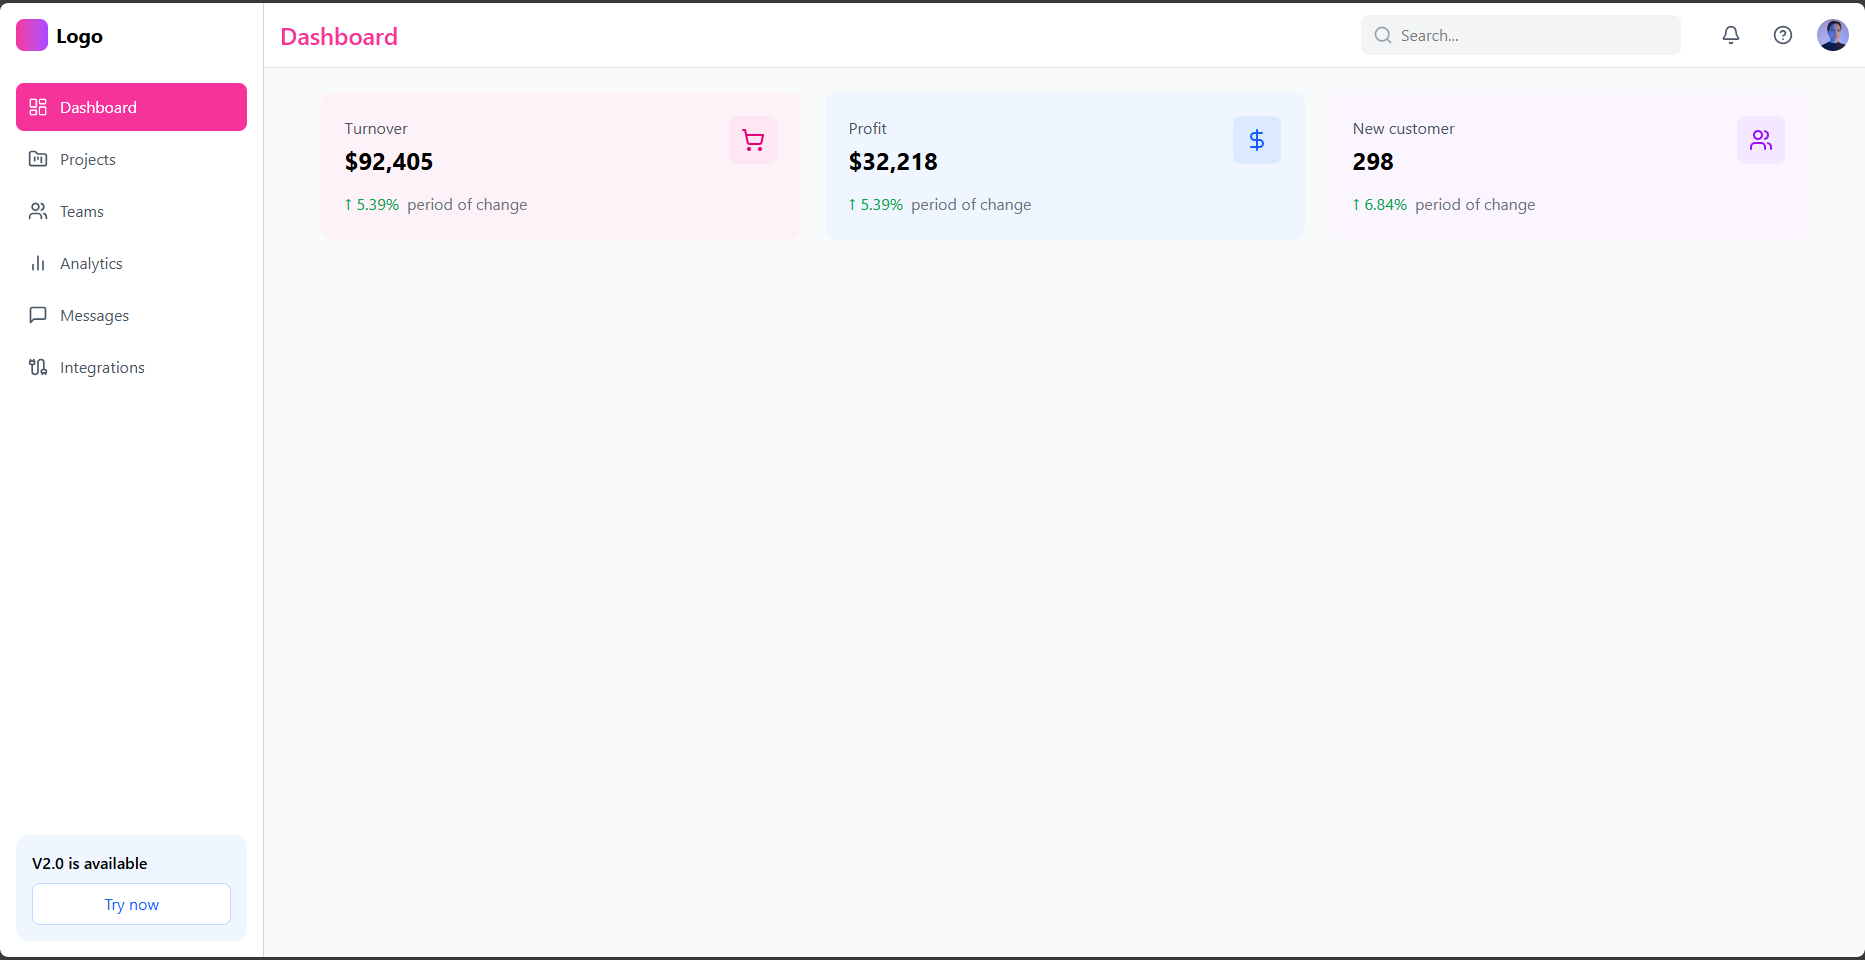 Logo
Dashboard
Projects
Teams
Analytics
Messages
Integrations
V2.0 is available
Try now
Dashboard
Search...
Turnover
$92,405
↑ 5.39% period of change
Profit
$32,218
↑ 5.39% period of change
New customer
298
↑ 6.84% period of change